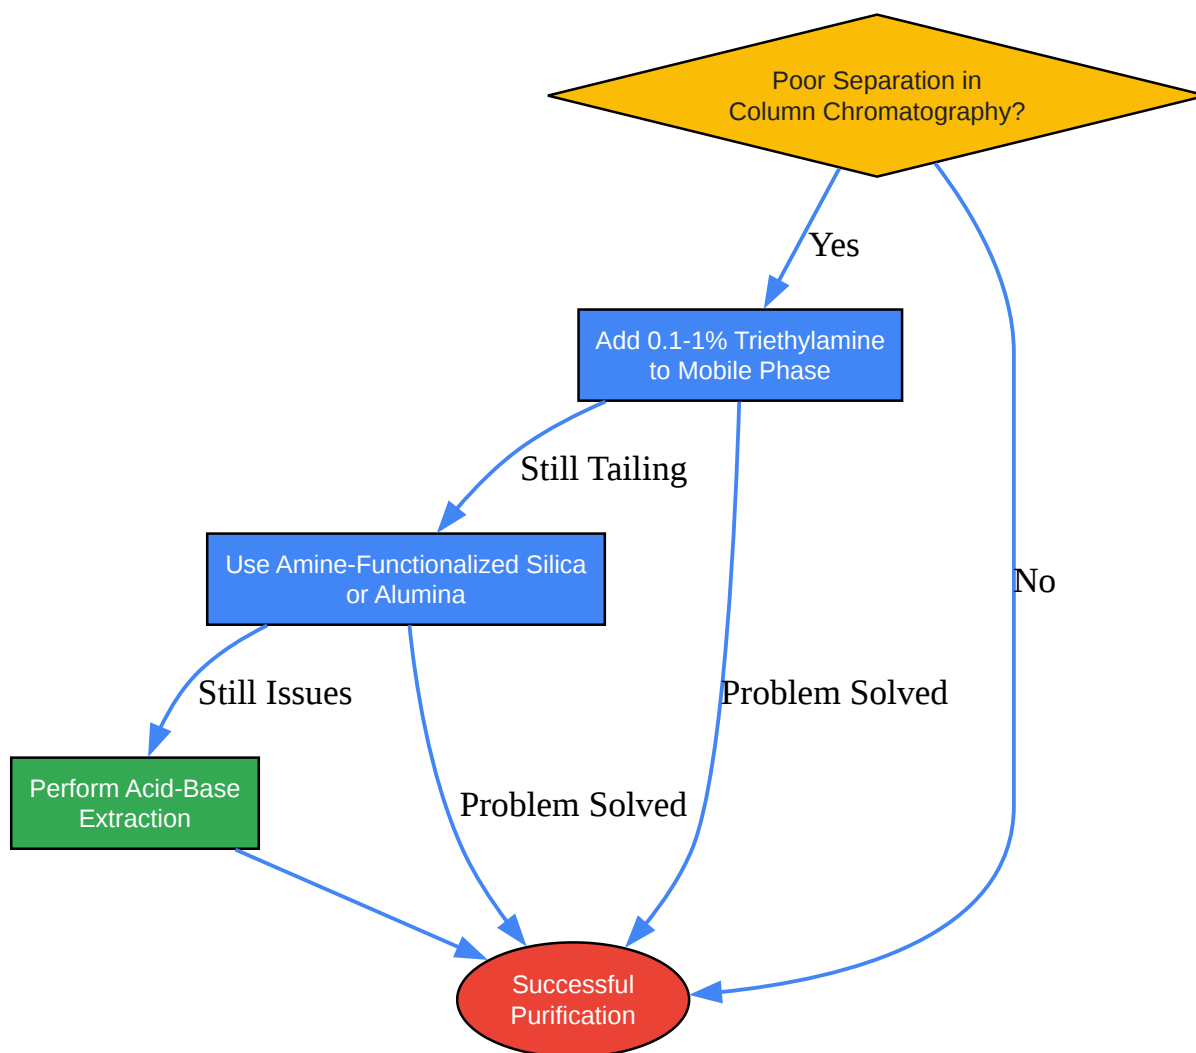 Poor Separation in
Column Chromatography?
Yes
Add 0.1-1% Triethylamine
to Mobile Phase
Still Tailing
Use Amine-Functionalized Silica
or Alumina
No
Still Issues
Problem Solved
Perform Acid-Base
Extraction
Problem Solved
Successful
Purification